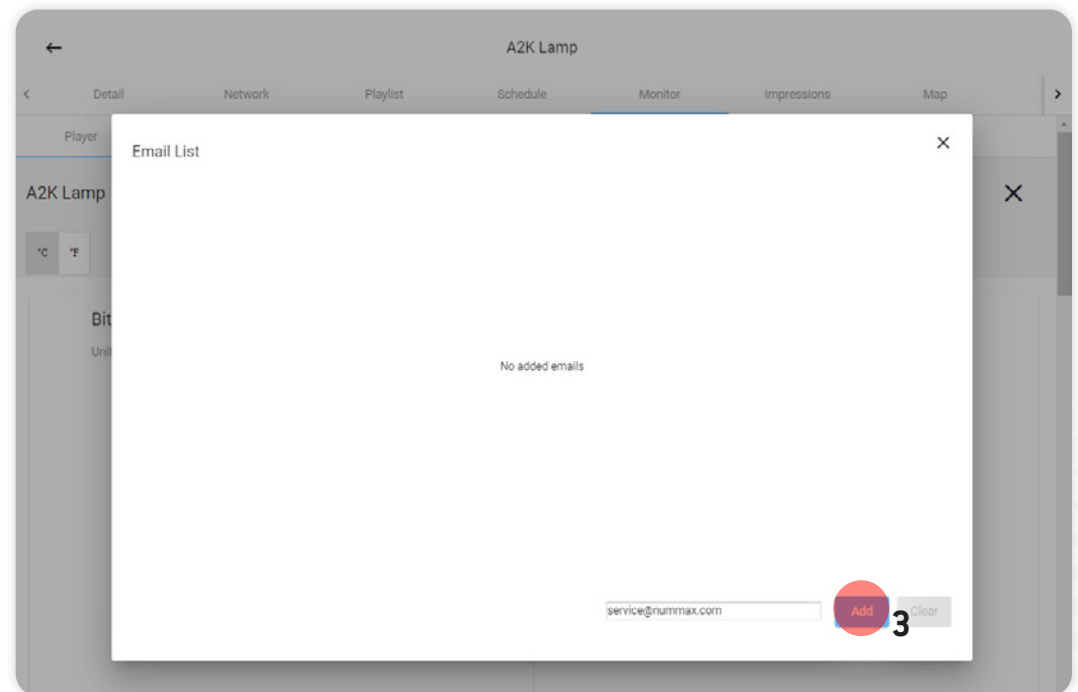 A2K Lamp
Detail Network Playlist Schedule Monitor Impressions Map
Player
Email List
A2K Lamp
°C °F
Bit
Unit
No added emails
service@nummax.com Add Clear
3